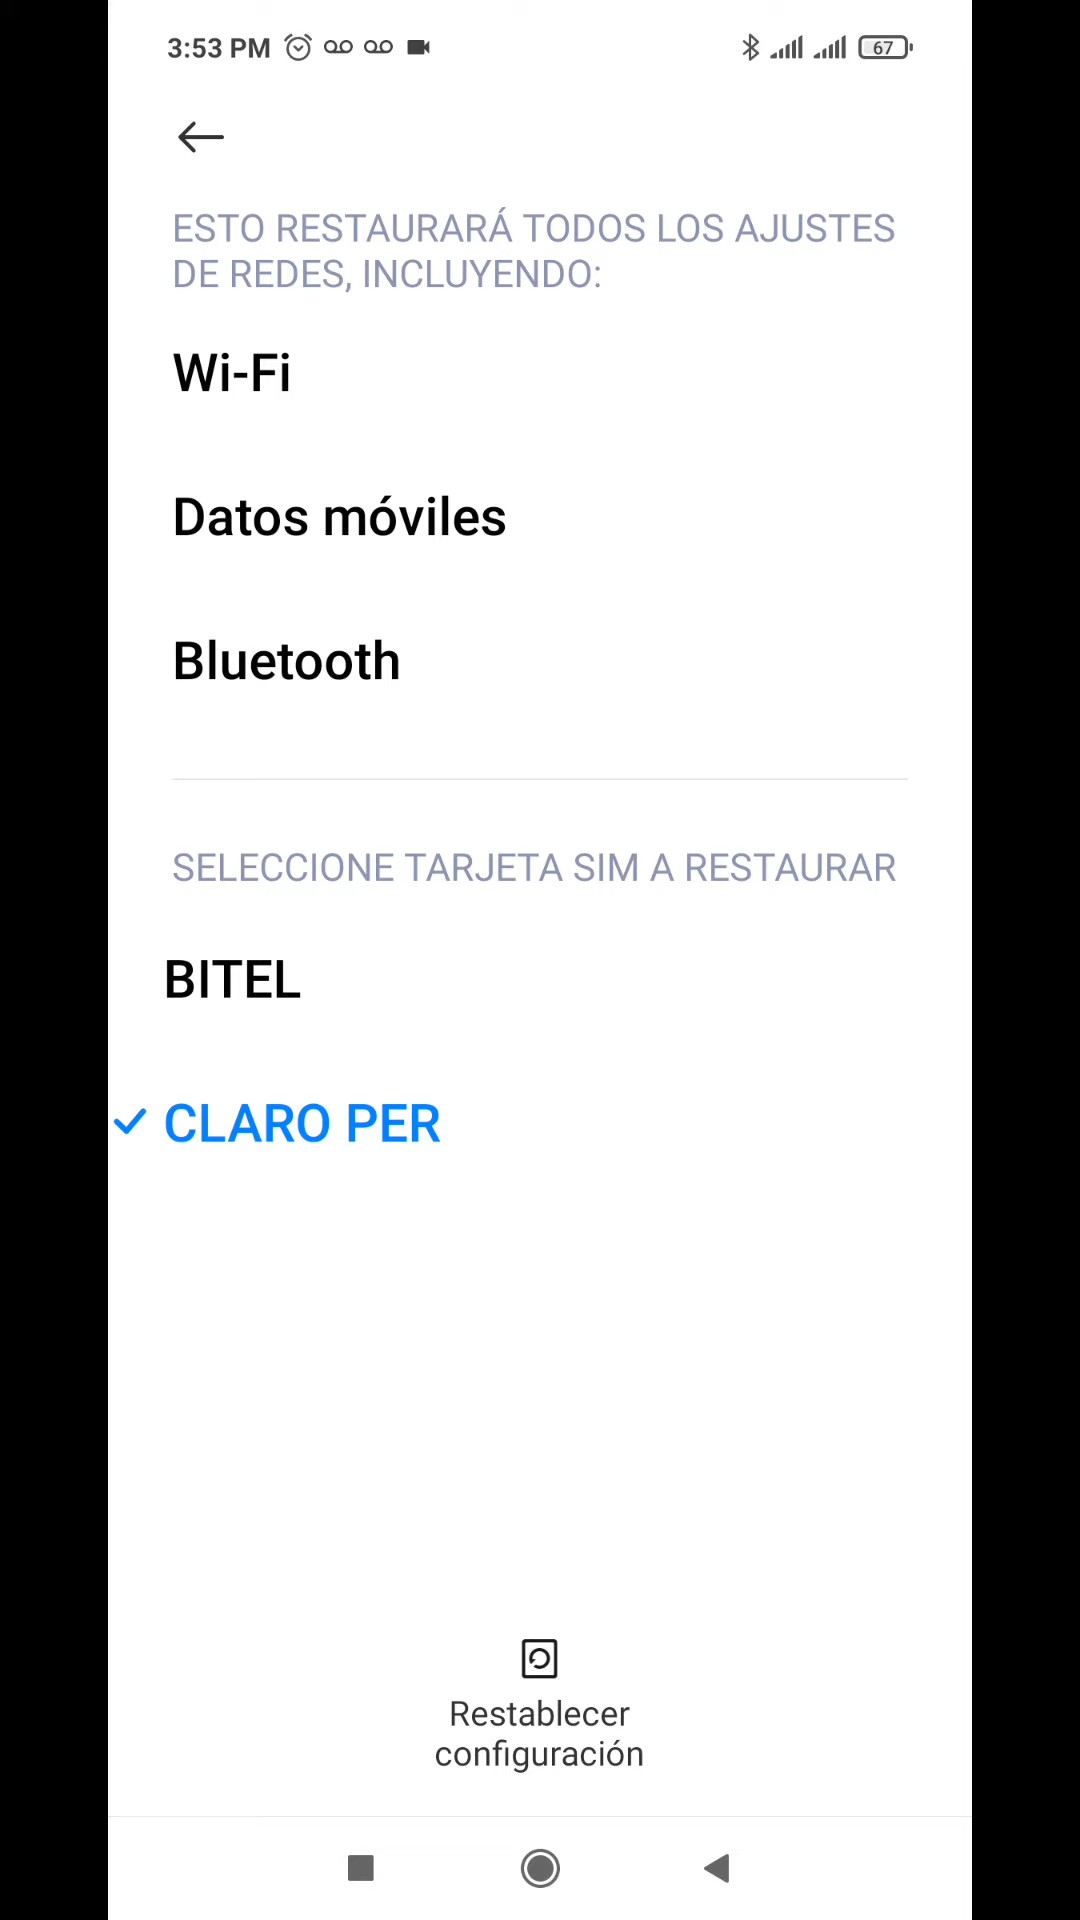 3:53 PM 67
ESTO RESTAURARÁ TODOS LOS AJUSTES
DE REDES, INCLUYENDO:
Wi-Fi
Datos móviles
Bluetooth
SELECCIONE TARJETA SIM A RESTAURAR
BITEL
CLARO PER
Restablecer
configuración